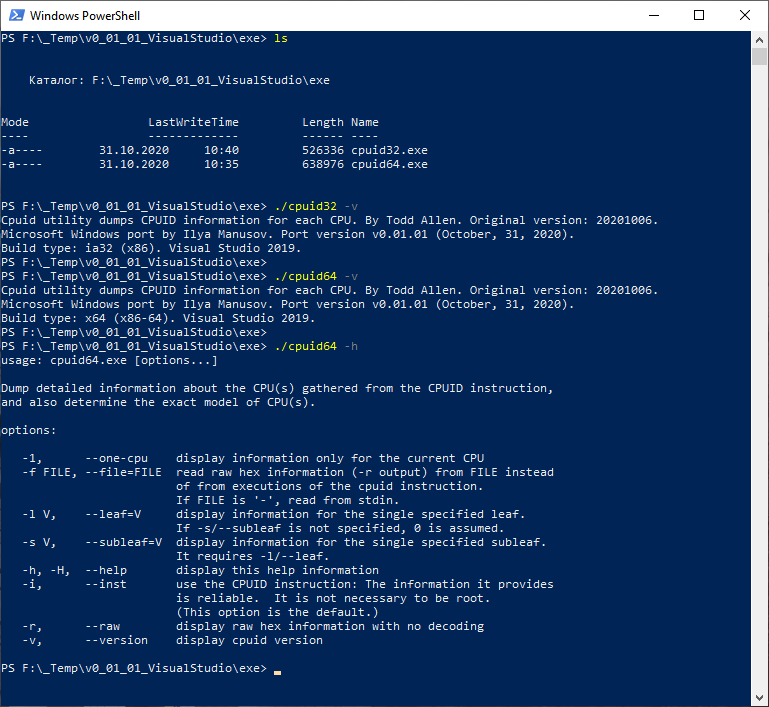 Windows PowerShell
PS F:\_Temp\v0_01_01_VisualStudio\exe> ls
Каталог: F:\_Temp\v0_01_01_VisualStudio\exe
Mode                 LastWriteTime         Length Name
----                 -------------         ------ ----
-a----        31.10.2020     10:40         526336 cpuid32.exe
-a----        31.10.2020     10:35         638976 cpuid64.exe
PS F:\_Temp\v0_01_01_VisualStudio\exe> ./cpuid32 -v
Cpuid utility dumps CPUID information for each CPU. By Todd Allen. Original version: 20201006.
Microsoft Windows port by Ilya Manusov. Port version v0.01.01 (October, 31, 2020).
Build type: ia32 (x86). Visual Studio 2019.
PS F:\_Temp\v0_01_01_VisualStudio\exe>
PS F:\_Temp\v0_01_01_VisualStudio\exe> ./cpuid64 -v
Cpuid utility dumps CPUID information for each CPU. By Todd Allen. Original version: 20201006.
Microsoft Windows port by Ilya Manusov. Port version v0.01.01 (October, 31, 2020).
Build type: x64 (x86-64). Visual Studio 2019.
PS F:\_Temp\v0_01_01_VisualStudio\exe>
PS F:\_Temp\v0_01_01_VisualStudio\exe> ./cpuid64 -h
usage: cpuid64.exe [options...]
Dump detailed information about the CPU(s) gathered from the CPUID instruction,
and also determine the exact model of CPU(s).
options:
-1,      --one-cpu    display information only for the current CPU
-f FILE, --file=FILE  read raw hex information (-r output) from FILE instead
of from executions of the cpuid instruction.
If FILE is '-', read from stdin.
-l V,    --leaf=V     display information for the single specified leaf.
If -s/--subleaf is not specified, 0 is assumed.
-s V,    --subleaf=V  display information for the single specified subleaf.
It requires -l/--leaf.
-h, -H,  --help       display this help information
-i,      --inst       use the CPUID instruction: The information it provides
is reliable.  It is not necessary to be root.
(This option is the default.)
-r,      --raw        display raw hex information with no decoding
-v,      --version    display cpuid version
PS F:\_Temp\v0_01_01_VisualStudio\exe>